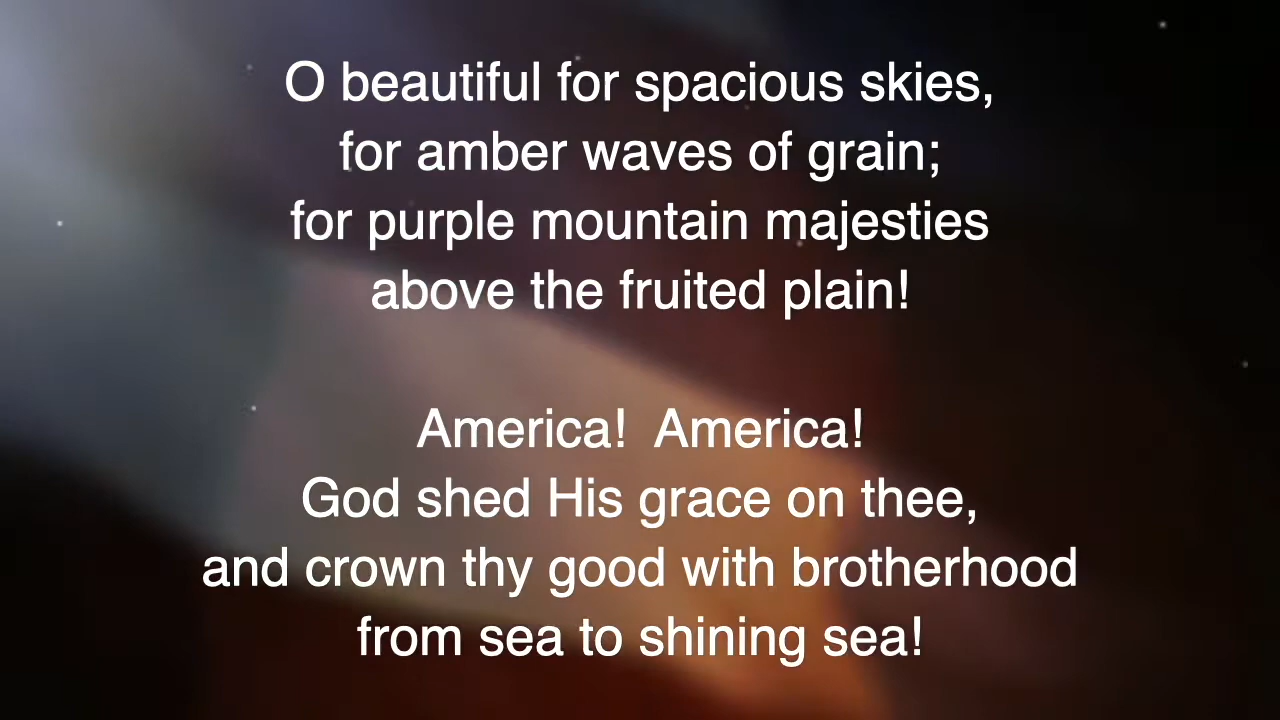 O beautiful for spacious skies,
for amber waves of grain;
for purple mountain majesties
above the fruited plain!
America!  America!
God shed His grace on thee,
and crown thy good with brotherhood
from sea to shining sea!